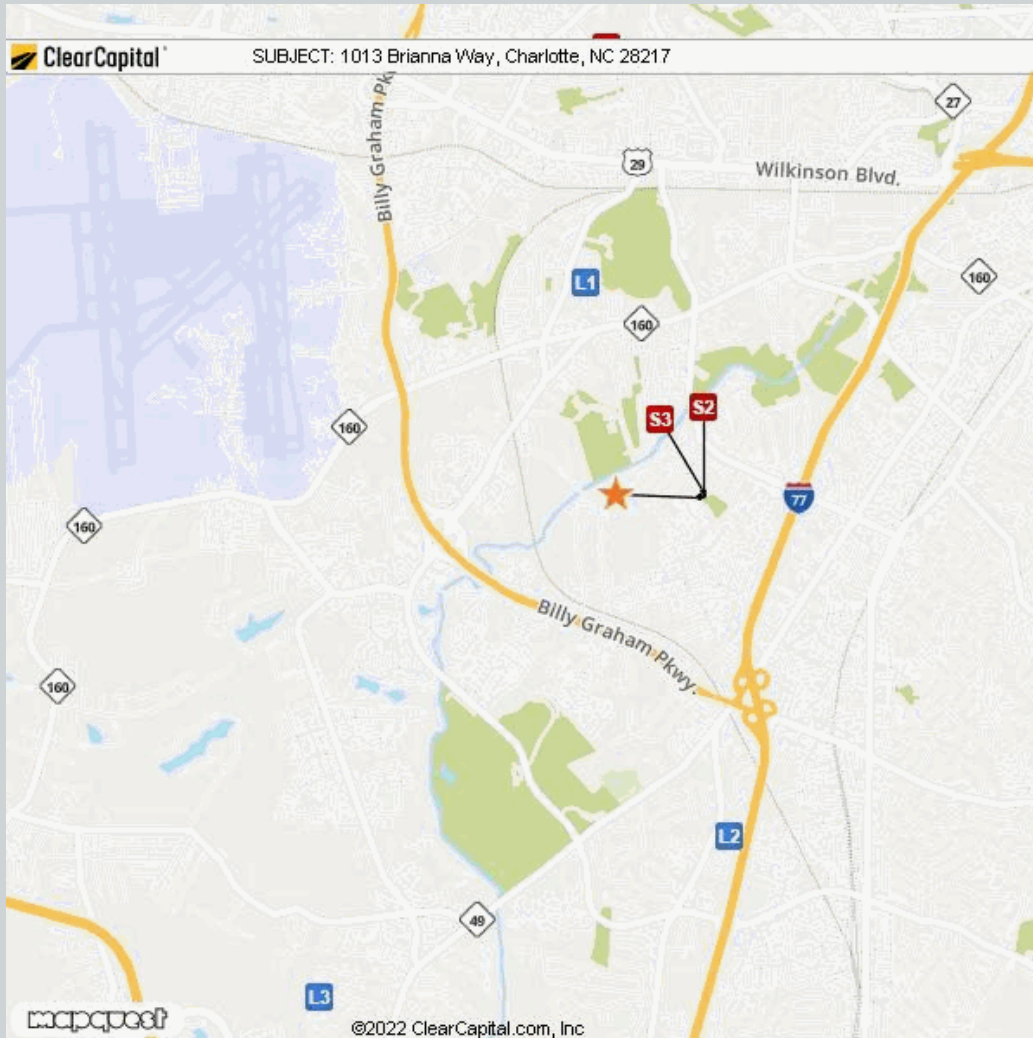 ClearCapital
SUBJECT: 1013 Brianna Way, Charlotte, NC 28217
Billy Graham Pkwy
27
29
Wilkinson Blvd.
160
L1
160
160
S3
S2
77
160
160
Billy Graham Pkwy.
L2
49
L3
mapquest
©2022 ClearCapital.com, Inc